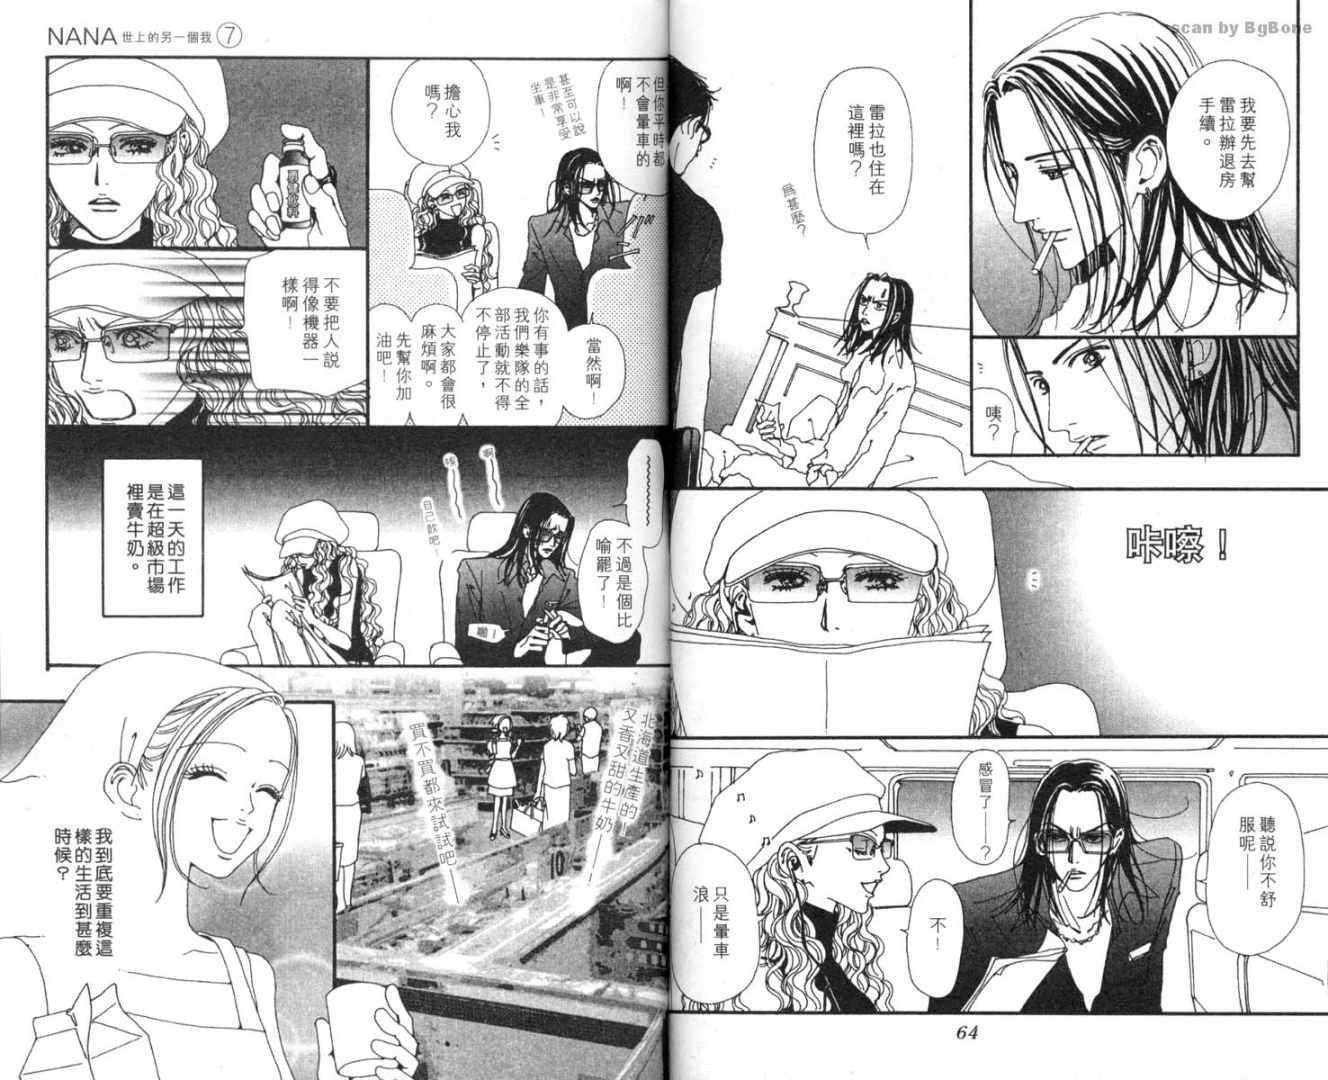 scan by BgBone
我要先去幫
雷拉辦退房
手續。
雷拉也住在
這裡嗎？
爲甚麼？
咦？
咔嚓！
聽說你不舒
服呢—
感冒了——？
不！
只是暈車
浪——
64
NANA 世上的另一個我 7
但你平時都
不會暈車的
啊！
甚至可以說
是非常享受
坐車！
擔心我
嗎？
當然啊！
你有事的話，
我們樂隊的全
部活動就不得
不停止了，
大家都會很
麻煩啊。
先幫你加
油吧！
不要把人說
得像機器一
樣啊！
不過是個比
喻罷了！
啊
自己飲吧！
這一天的工作
是在超級市場
裡賣牛奶。
北海道生產的！
又香又甜的牛奶
買不買都來試試吧
10
我到底要重複這
樣的生活到甚麼
時候？